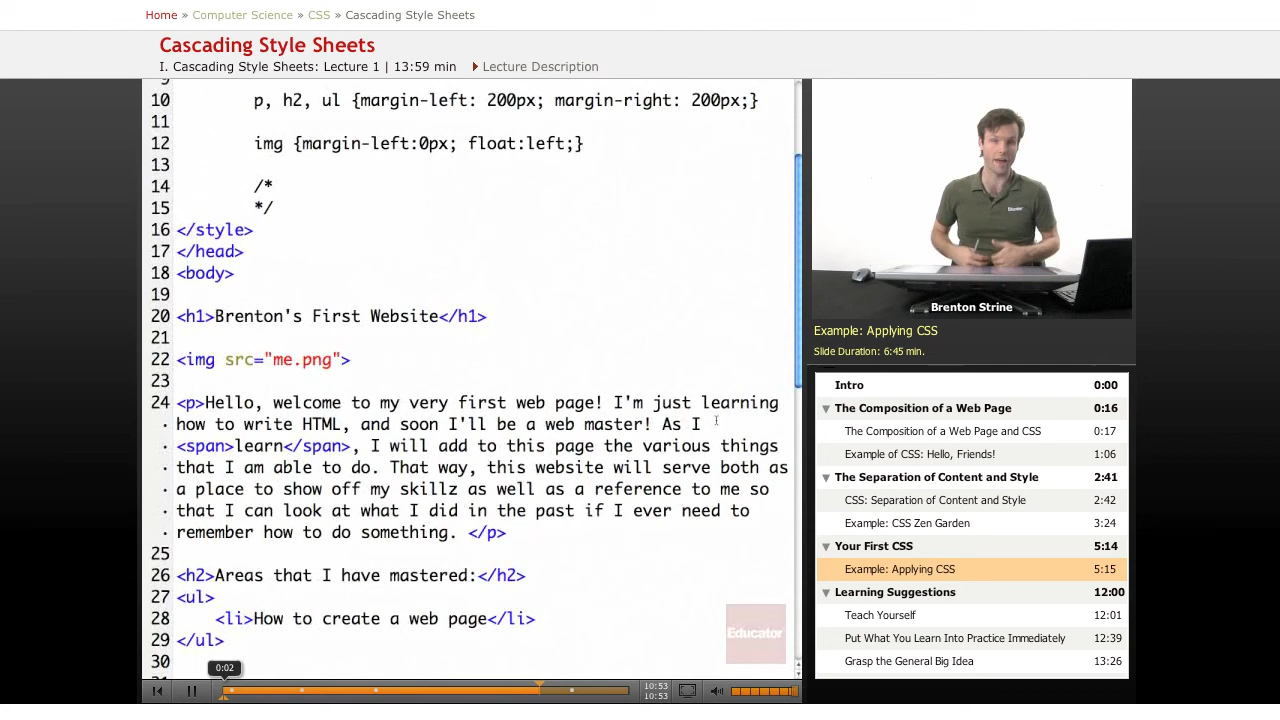 Home » Computer Science » CSS » Cascading Style Sheets
Cascading Style Sheets
I. Cascading Style Sheets: Lecture 1 | 13:59 min
Lecture Description
9
10 p, h2, ul {margin-left: 200px; margin-right: 200px;}
11
12 img {margin-left:0px; float:left;}
13
14 /*
15 */
16 </style>
17 </head>
18 <body>
19
20 <h1>Brenton's First Website</h1>
21
22 <img src="me.png">
23
24 <p>Hello, welcome to my very first web page! I'm just learning
· how to write HTML, and soon I'll be a web master! As I
· <span>learn</span>, I will add to this page the various things
· that I am able to do. That way, this website will serve both as
· a place to show off my skillz as well as a reference to me so
· that I can look at what I did in the past if I ever need to
· remember how to do something. </p>
25
26 <h2>Areas that I have mastered:</h2>
27 <ul>
28 <li>How to create a web page</li>
29 </ul>
30
Educator
0:02
10:53
10:53
Brenton Strine
Example: Applying CSS
Slide Duration: 6:45 min.
Intro 0:00
The Composition of a Web Page 0:16
The Composition of a Web Page and CSS 0:17
Example of CSS: Hello, Friends! 1:06
The Separation of Content and Style 2:41
CSS: Separation of Content and Style 2:42
Example: CSS Zen Garden 3:24
Your First CSS 5:14
Example: Applying CSS 5:15
Learning Suggestions 12:00
Teach Yourself 12:01
Put What You Learn Into Practice Immediately 12:39
Grasp the General Big Idea 13:26